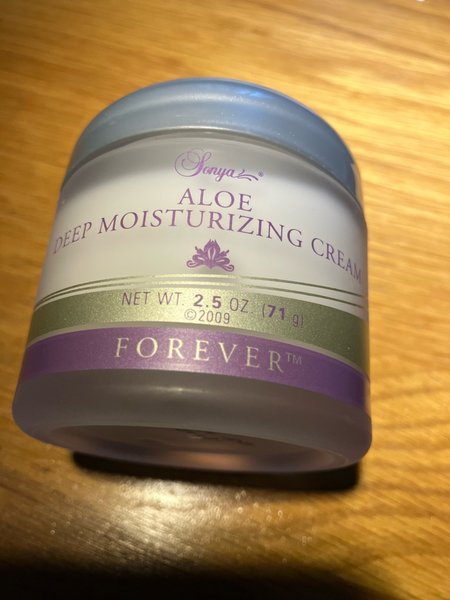 Sonya®
ALOE
DEEP MOISTURIZING CREAM
NET WT. 2.5 OZ. (71 g)
©2009
FOREVER™